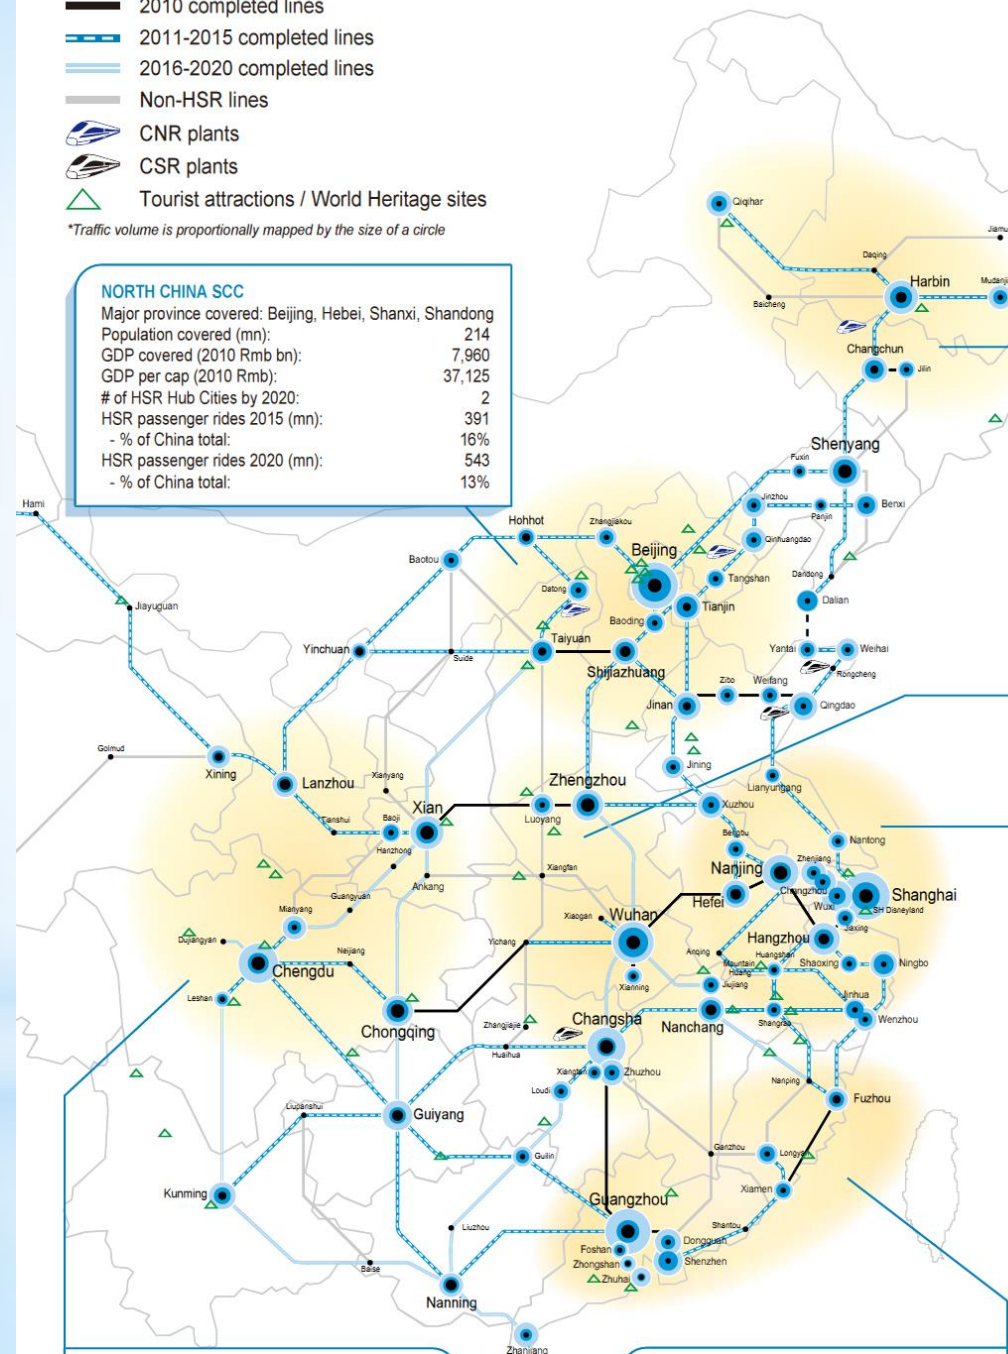 2010 completed lines
2011-2015 completed lines
2016-2020 completed lines
Non-HSR lines
CNR plants
CSR plants
Tourist attractions / World Heritage sites
*Traffic volume is proportionally mapped by the size of a circle
NORTH CHINA SCC
Major province covered: Beijing, Hebei, Shanxi, Shandong
Population covered (mn): 214
GDP covered (2010 Rmb bn): 7,960
GDP per cap (2010 Rmb): 37,125
# of HSR Hub Cities by 2020: 2
HSR passenger rides 2015 (mn): 391
- % of China total: 16%
HSR passenger rides 2020 (mn): 543
- % of China total: 13%
Qiqihar
Daqing
Harbin
Baicheng
Changchun
Jilin
Shenyang
Fuxin
Jinzhou
Panjin
Benxi
Hami
Hohhot
Zhangjiakou
Qinhuangdao
Beijing
Baotou
Datong
Tangshan
Dandong
Dalian
Jiayuguan
Tianjin
Baoding
Taiyuan
Yinchuan
Suide
Shijiazhuang
Yantai
Weihai
Rongcheng
Zibo
Weifang
Jinan
Qingdao
Golmud
Xining
Lanzhou
Xianyang
Zhengzhou
Jining
Lianyungang
Xian
Luoyang
Xuzhou
Tianshui
Baoji
Hanzhong
Bengbu
Nantong
Ankang
Xiangfan
Nanjing
Zhenjiang
Changzhou
Hefei
Wuxi
Shanghai
SH Disneyland
Guangyuan
Mianyang
Xiaogan
Wuhan
Jiaxing
Dujiangyan
Neijiang
Yichang
Hangzhou
Anqing
Huangshan
Mountain
Huang
Shaoxing
Ningbo
Chengdu
Xianning
Jiujiang
Leshan
Jinhua
Chongqing
Zhangjiajie
Changsha
Nanchang
Shangrao
Wenzhou
Huaihua
Zhuzhou
Loudi
Nanping
Fuzhou
Liupanshui
Guiyang
Guilin
Ganzhou
Kunming
Guangzhou
Xiamen
Liuzhou
Shantou
Dongguan
Foshan
Shenzhen
Zhongshan
Zhuhai
Baise
Nanning
Zhanjiang